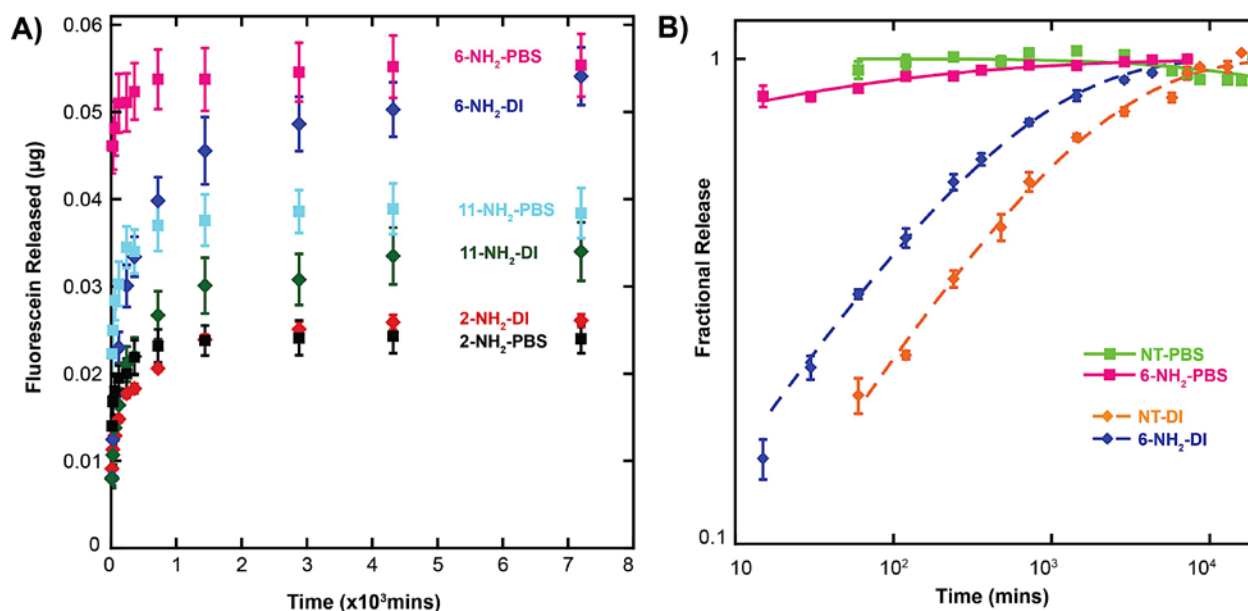 A)
Fluorescein Released (µg)
0.06
0.05
0.04
0.03
0.02
0.01
0
6-NH₂-PBS
6-NH₂-DI
11-NH₂-PBS
11-NH₂-DI
2-NH₂-DI
2-NH₂-PBS
0 1 2 3 4 5 6 7 8
Time (x10³mins)
B)
Fractional Release
1
0.1
NT-PBS
6-NH₂-PBS
NT-DI
6-NH₂-DI
10 10² 10³ 10⁴
Time (mins)